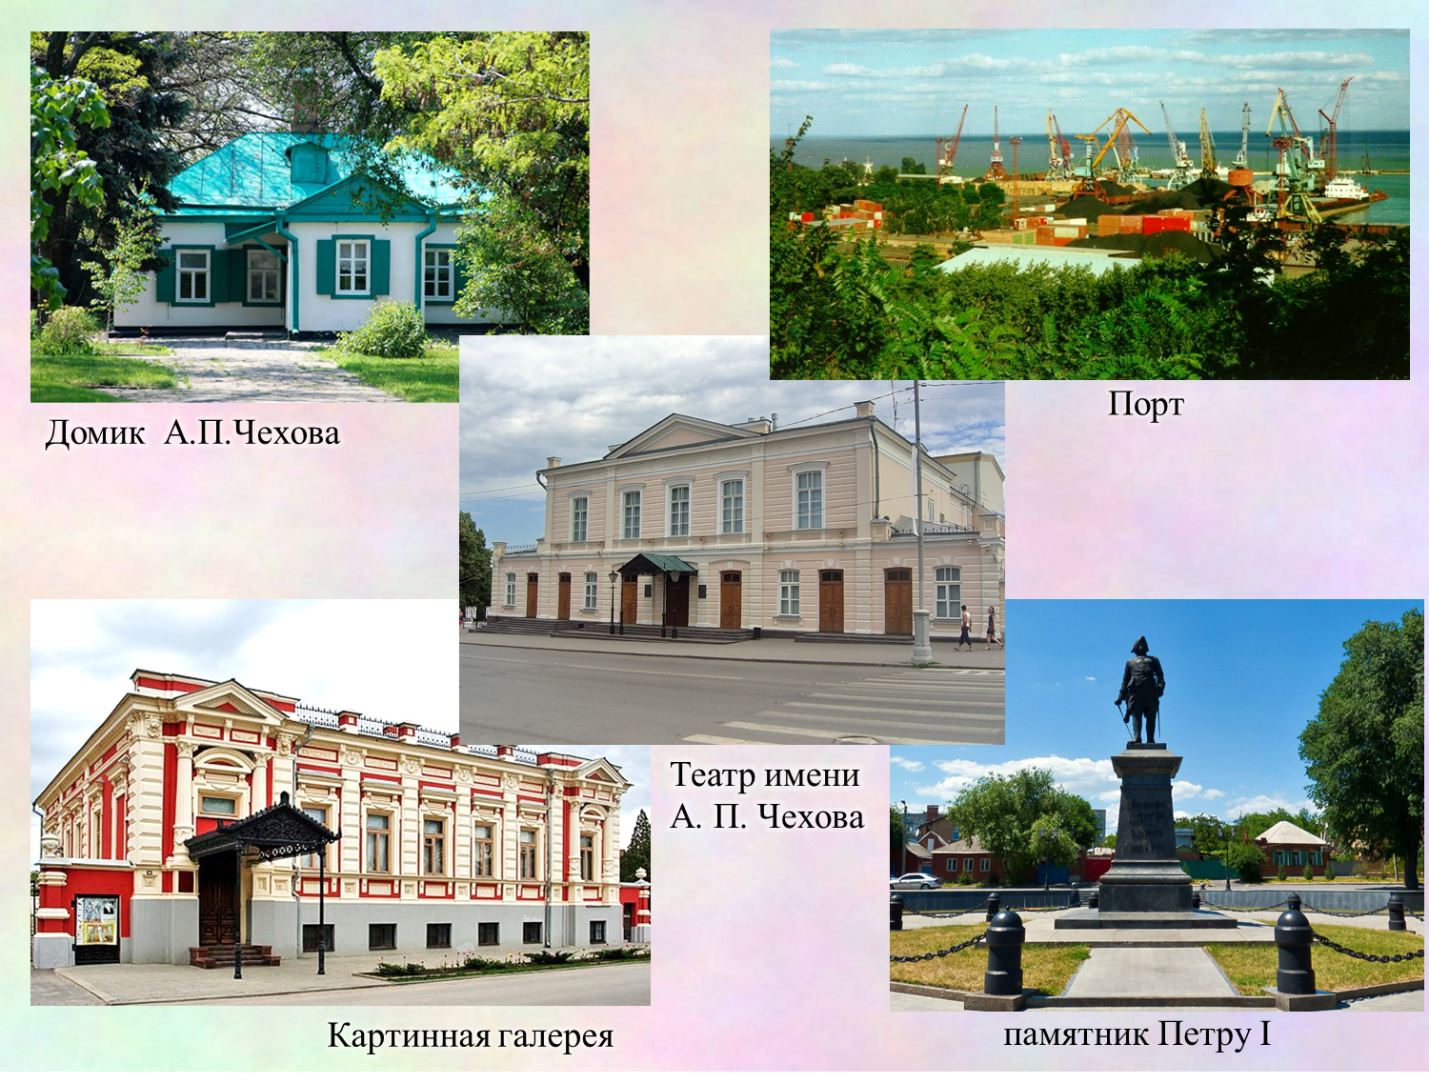 Домик А.П.Чехова
Порт
Театр имени
А. П. Чехова
Картинная галерея
памятник Петру I